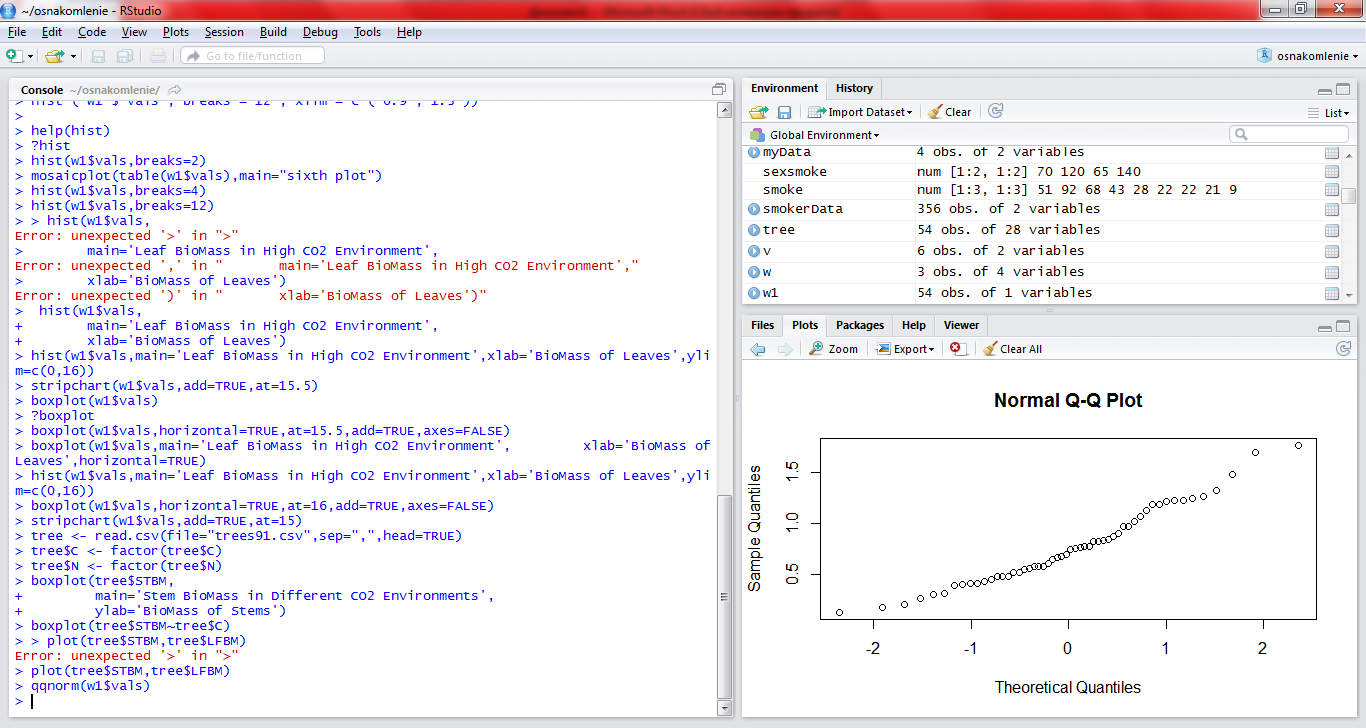 ~/osnakomlenie - RStudio
File Edit Code View Plots Session Build Debug Tools Help
Go to file/function
osnakomlenie
Console ~/osnakomlenie/
>
> help(hist)
> ?hist
> hist(w1$vals,breaks=2)
> mosaicplot(table(w1$vals),main="sixth plot")
> hist(w1$vals,breaks=4)
> hist(w1$vals,breaks=12)
> > hist(w1$vals,
Error: unexpected '>' in ">"
>        main='Leaf BioMass in High CO2 Environment',
Error: unexpected ',' in "       main='Leaf BioMass in High CO2 Environment',"
>        xlab='BioMass of Leaves')
Error: unexpected ')' in "       xlab='BioMass of Leaves')"
>  hist(w1$vals,
+        main='Leaf BioMass in High CO2 Environment',
+        xlab='BioMass of Leaves')
> hist(w1$vals,main='Leaf BioMass in High CO2 Environment',xlab='BioMass of Leaves',yli
m=c(0,16))
> stripchart(w1$vals,add=TRUE,at=15.5)
> boxplot(w1$vals)
> ?boxplot
> boxplot(w1$vals,horizontal=TRUE,at=15.5,add=TRUE,axes=FALSE)
> boxplot(w1$vals,main='Leaf BioMass in High CO2 Environment',         xlab='BioMass of
Leaves',horizontal=TRUE)
> hist(w1$vals,main='Leaf BioMass in High CO2 Environment',xlab='BioMass of Leaves',yli
m=c(0,16))
> boxplot(w1$vals,horizontal=TRUE,at=16,add=TRUE,axes=FALSE)
> stripchart(w1$vals,add=TRUE,at=15)
> tree <- read.csv(file="trees91.csv",sep=",",head=TRUE)
> tree$C <- factor(tree$C)
> tree$N <- factor(tree$N)
> boxplot(tree$STBM,
+         main='Stem BioMass in Different CO2 Environments',
+         ylab='BioMass of Stems')
> boxplot(tree$STBM~tree$C)
> > plot(tree$STBM,tree$LFBM)
Error: unexpected '>' in ">"
> plot(tree$STBM,tree$LFBM)
> qqnorm(w1$vals)
>
Environment History
Import Dataset Clear List
Global Environment
myData 4 obs. of 2 variables
sexsmoke num [1:2, 1:2] 70 120 65 140
smoke num [1:3, 1:3] 51 92 68 43 28 22 22 21 9
smokerData 356 obs. of 2 variables
tree 54 obs. of 28 variables
v 6 obs. of 2 variables
w 3 obs. of 4 variables
w1 54 obs. of 1 variables
Files Plots Packages Help Viewer
Zoom Export Clear All
Normal Q-Q Plot
Sample Quantiles
1.5
1.0
0.5
-2 -1 0 1 2
Theoretical Quantiles